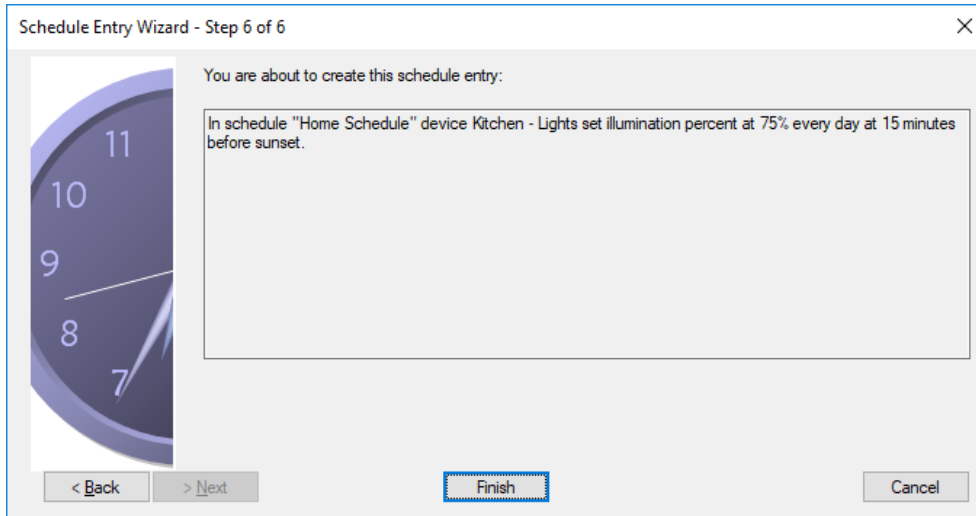 Schedule Entry Wizard - Step 6 of 6
You are about to create this schedule entry:
In schedule "Home Schedule" device Kitchen - Lights set illumination percent at 75% every day at 15 minutes
before sunset.
11
10
9
8
7
< Back
> Next
Finish
Cancel